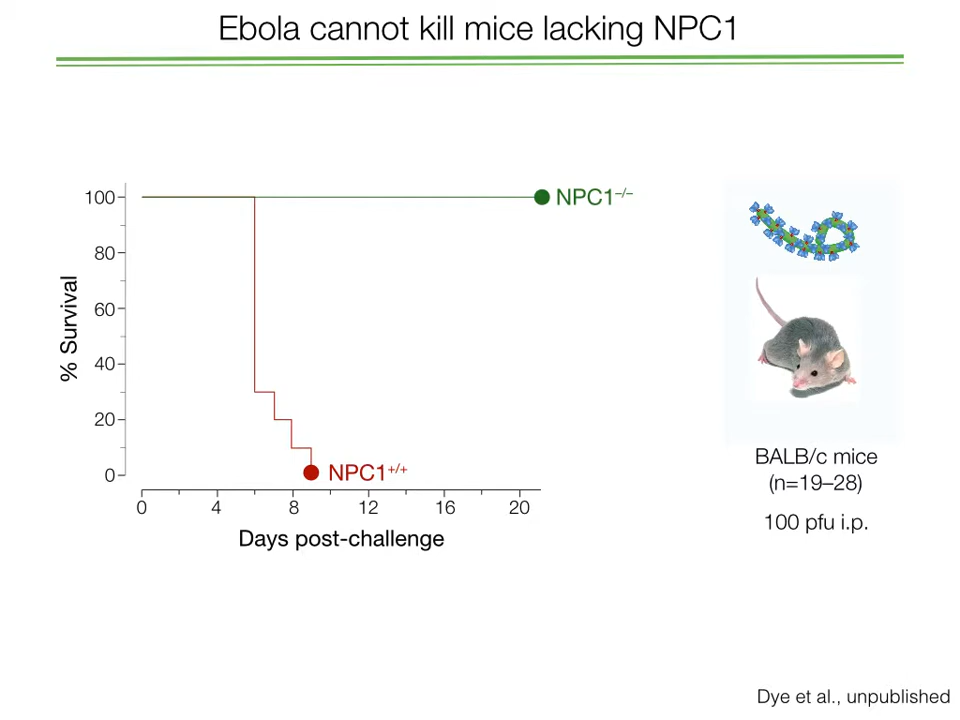 Ebola cannot kill mice lacking NPC1
100
80
60
40
20
0
% Survival
NPC1–/–
NPC1+/+
0 4 8 12 16 20
Days post-challenge
BALB/c mice
(n=19–28)
100 pfu i.p.
Dye et al., unpublished